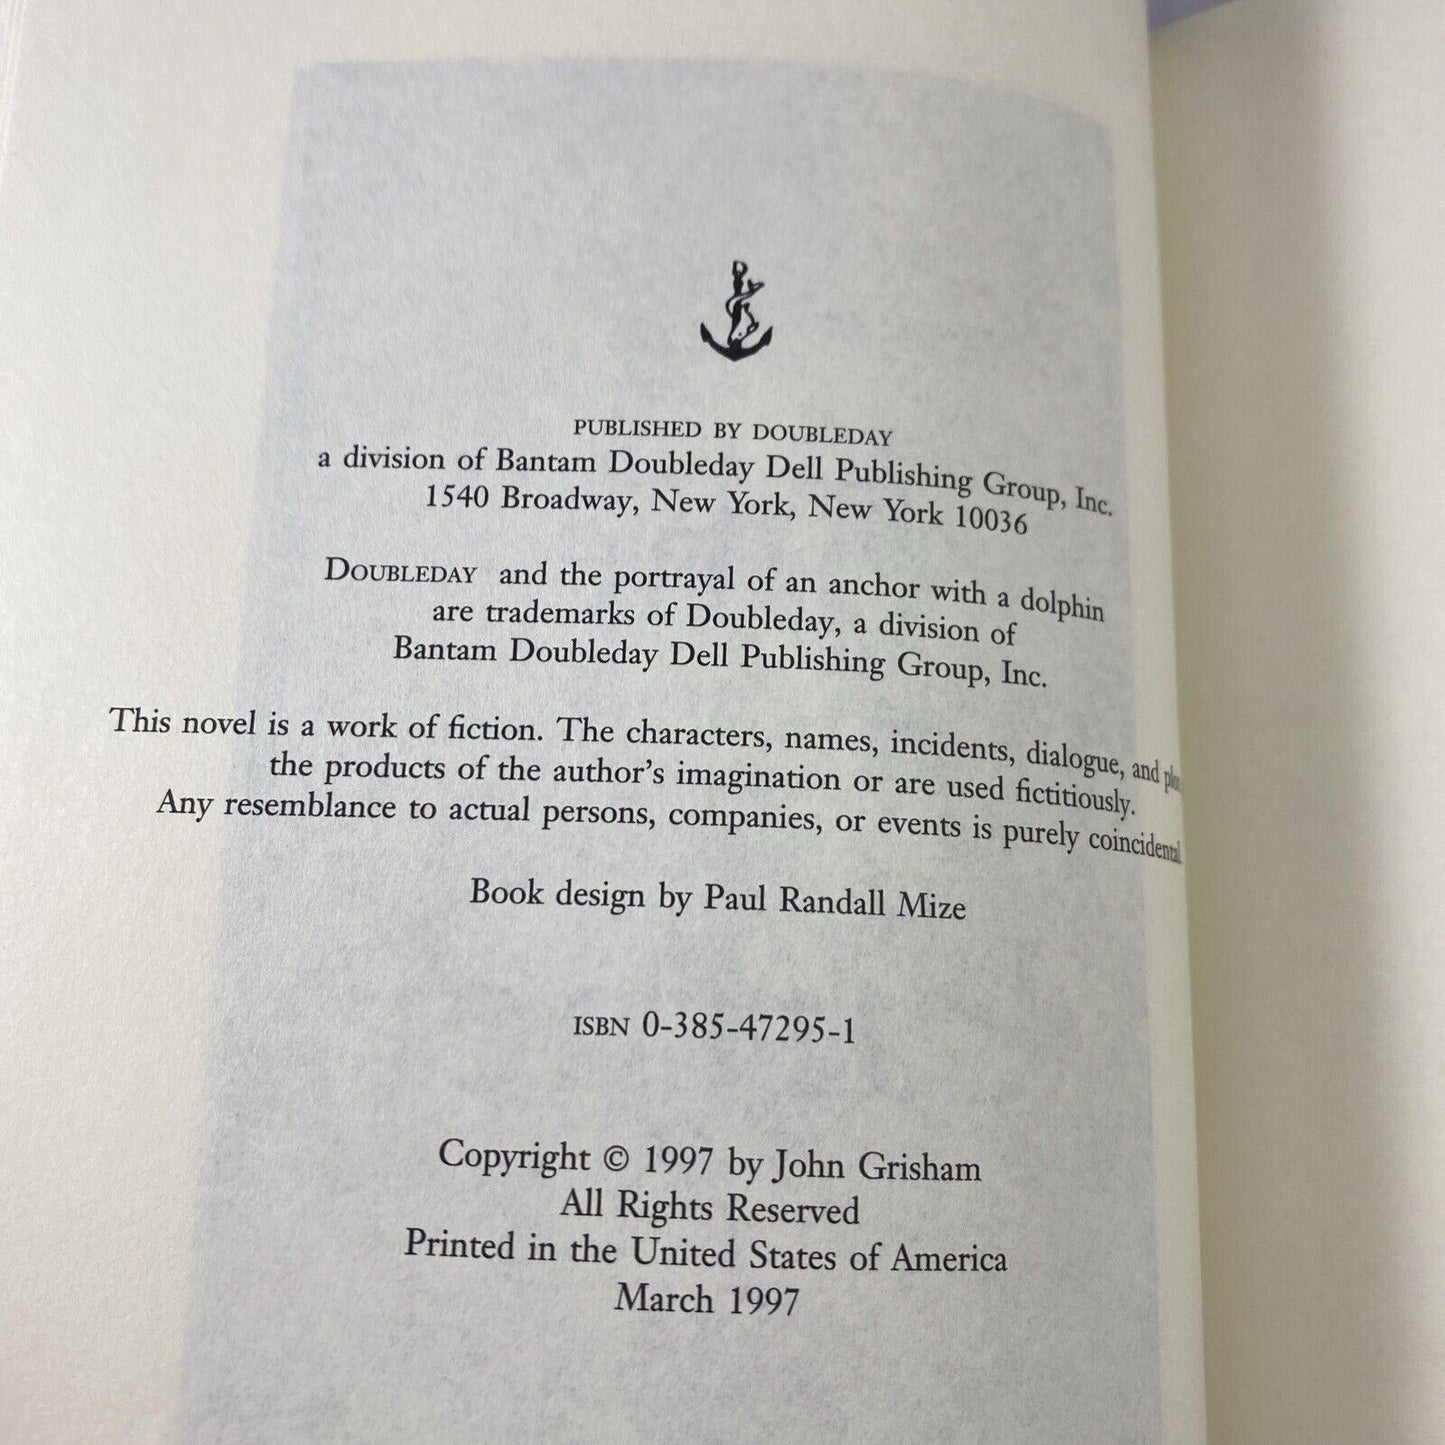 PUBLISHED BY DOUBLEDAY
a division of Bantam Doubleday Dell Publishing Group, Inc.
1540 Broadway, New York, New York 10036
DOUBLEDAY and the portrayal of an anchor with a dolphin
are trademarks of Doubleday, a division of
Bantam Doubleday Dell Publishing Group, Inc.
This novel is a work of fiction. The characters, names, incidents, dialogue, and
the products of the author's imagination or are used fictitiously.
Any resemblance to actual persons, companies, or events is purely coincidental
Book design by Paul Randall Mize
ISBN 0-385-47295-1
Copyright © 1997 by John Grisham
All Rights Reserved
Printed in the United States of America
March 1997